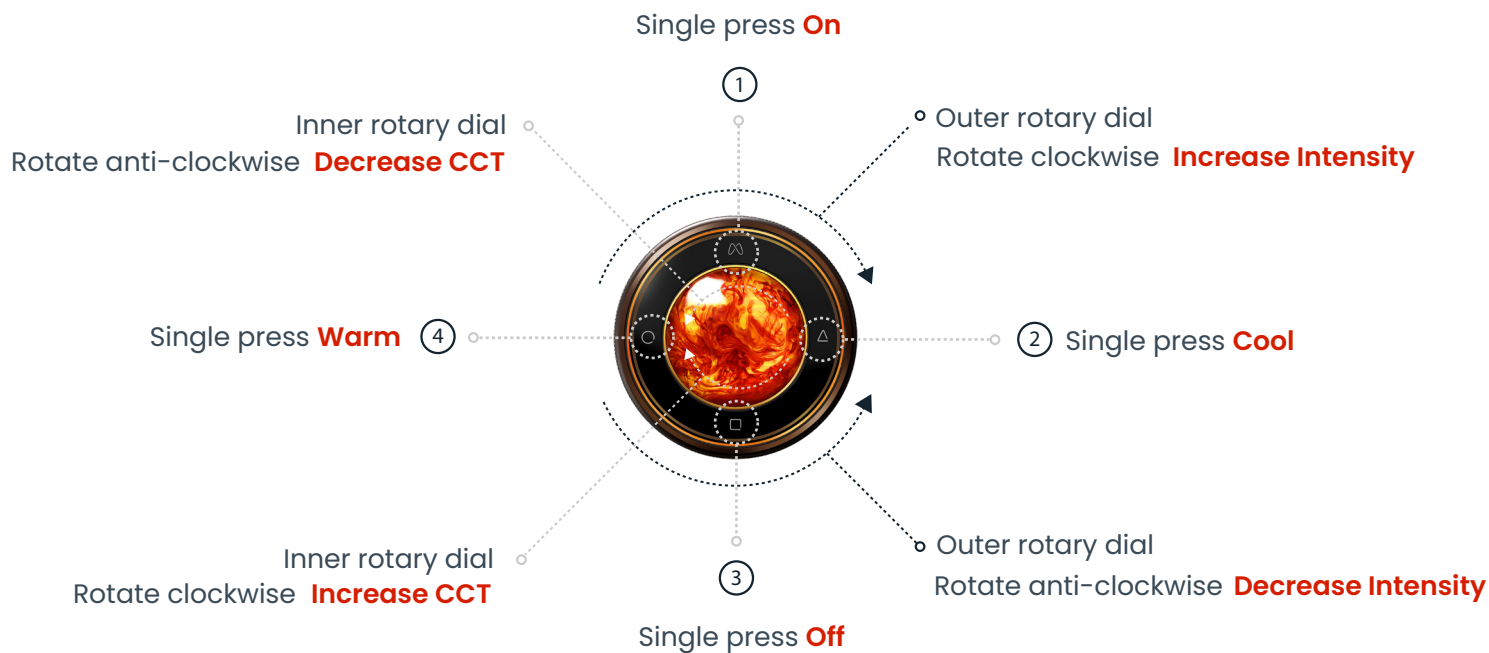 Single press On
1
Inner rotary dial
Rotate anti-clockwise Decrease CCT
Outer rotary dial
Rotate clockwise Increase Intensity
Single press Warm 4
2 Single press Cool
Inner rotary dial
Rotate clockwise Increase CCT
Outer rotary dial
Rotate anti-clockwise Decrease Intensity
3
Single press Off